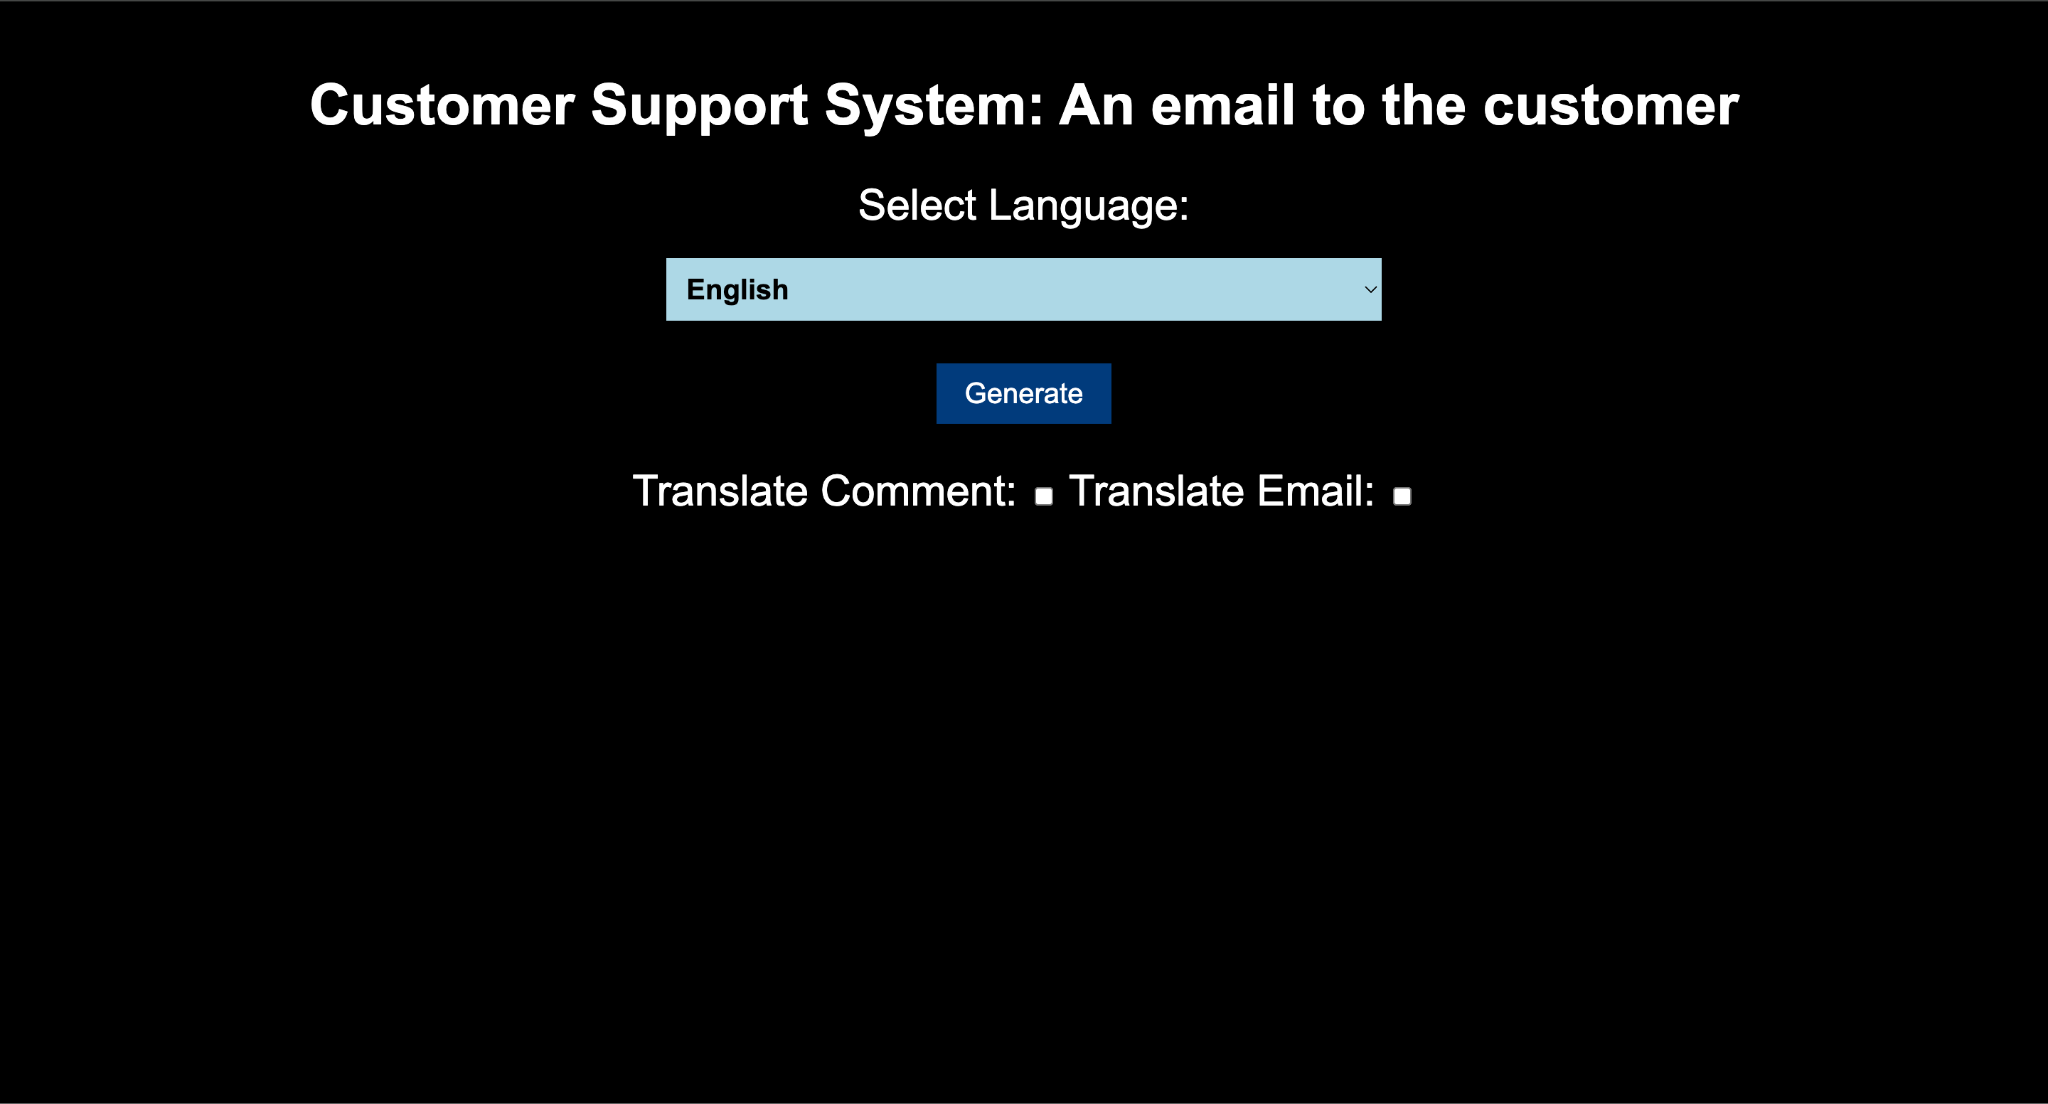 Customer Support System: An email to the customer
Select Language:
English
Generate
Translate Comment: Translate Email: